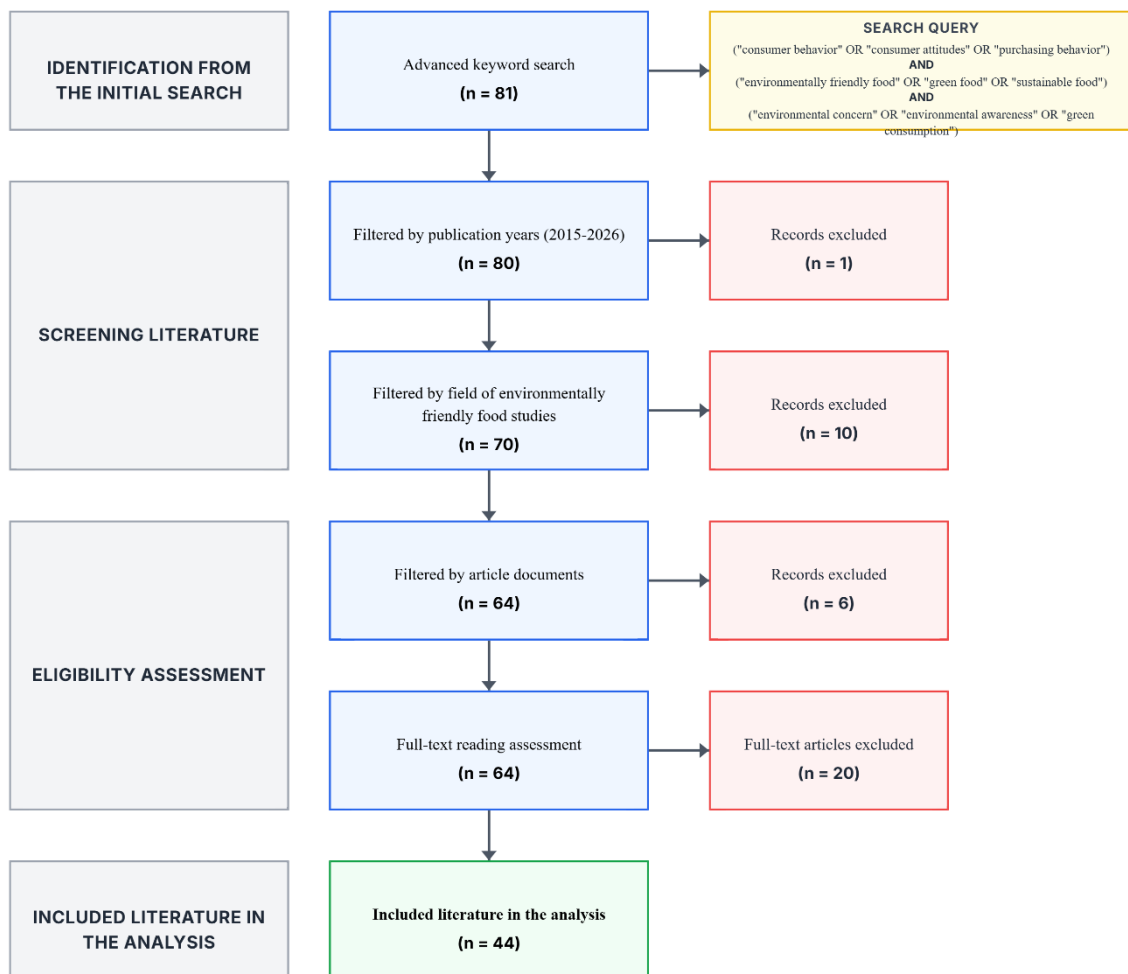 IDENTIFICATION FROM
THE INITIAL SEARCH
Advanced keyword search
(n = 81)
SEARCH QUERY
("consumer behavior" OR "consumer attitudes" OR "purchasing behavior")
AND
("environmentally friendly food" OR "green food" OR "sustainable food")
AND
("environmental concern" OR "environmental awareness" OR "green
consumption")
SCREENING LITERATURE
Filtered by publication years (2015-2026)
(n = 80)
Records excluded
(n = 1)
Filtered by field of environmentally
friendly food studies
(n = 70)
Records excluded
(n = 10)
ELIGIBILITY ASSESSMENT
Filtered by article documents
(n = 64)
Records excluded
(n = 6)
Full-text reading assessment
(n = 64)
Full-text articles excluded
(n = 20)
INCLUDED LITERATURE IN
THE ANALYSIS
Included literature in the analysis
(n = 44)